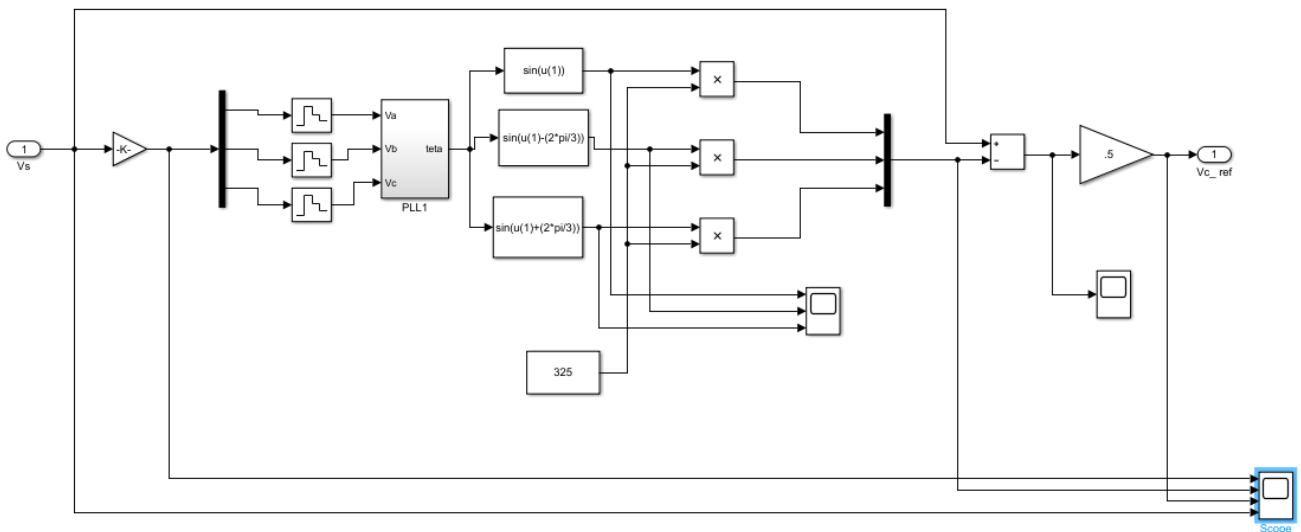 sin(u(1))
×
Va
+
-K-
sin(u(1)-(2*pi/3))
Vb
teta
×
−
.5
1
1
Vs
Vc_ ref
Vc
PLL1
sin(u(1)+(2*pi/3))
×
325
Scope